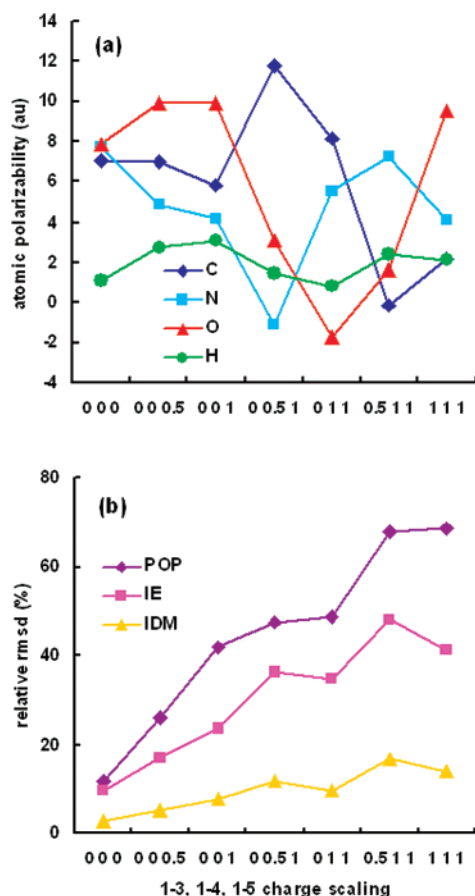 (a)
atomic polarizability (au)
14
12
10
8
6
4
2
0
-2
-4
C
N
O
H
0 0 0
0 0 0.5
0 0 1
0 0.5 1
0 1 1
0.5 1 1
1 1 1
(b)
relative rmsd (%)
80
60
40
20
0
POP
IE
IDM
0 0 0
0 0 0.5
0 0 1
0 0.5 1
0 1 1
0.5 1 1
1 1 1
1-3, 1-4, 1-5 charge scaling